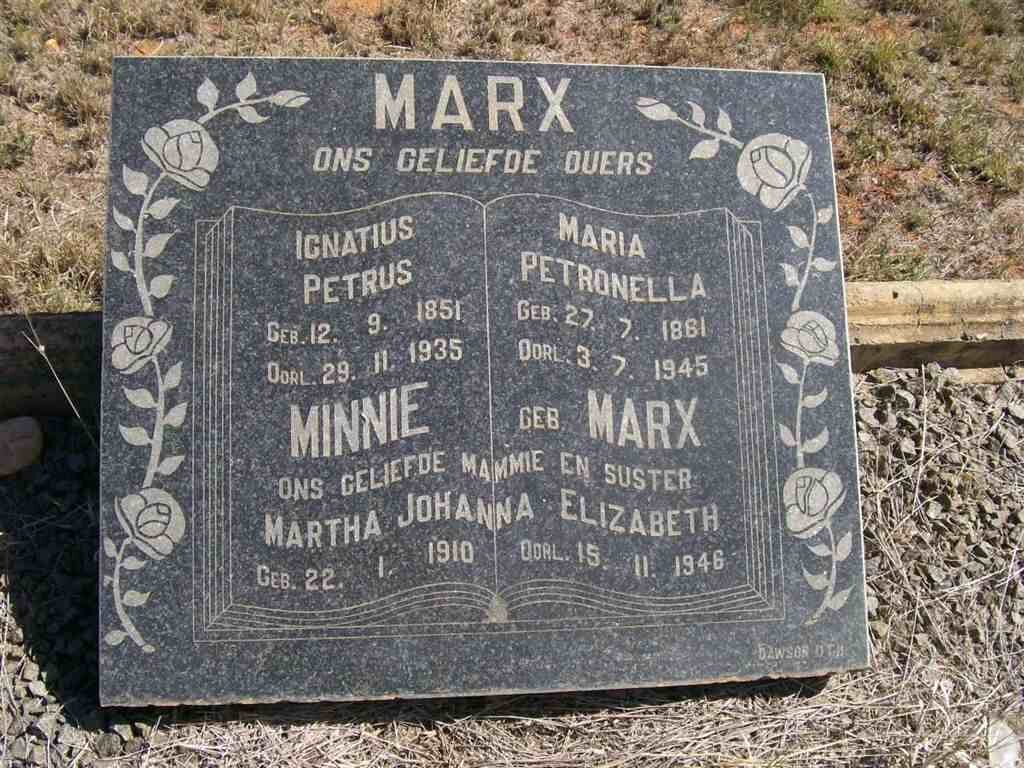 MARX
ONS GELIEFDE OUERS
IGNATIUS
PETRUS
GEB. 12. 9. 1851
OORL. 29. 11. 1935
MARIA
PETRONELLA
GEB. 27. 7. 1861
OORL. 3. 7. 1945
MINNIE GEB. MARX
ONS GELIEFDE MAMMIE EN SUSTER
MARTHA JOHANNA ELIZABETH
GEB. 22. 1. 1910 OORL. 15. 11. 1946
DAWSON DTH